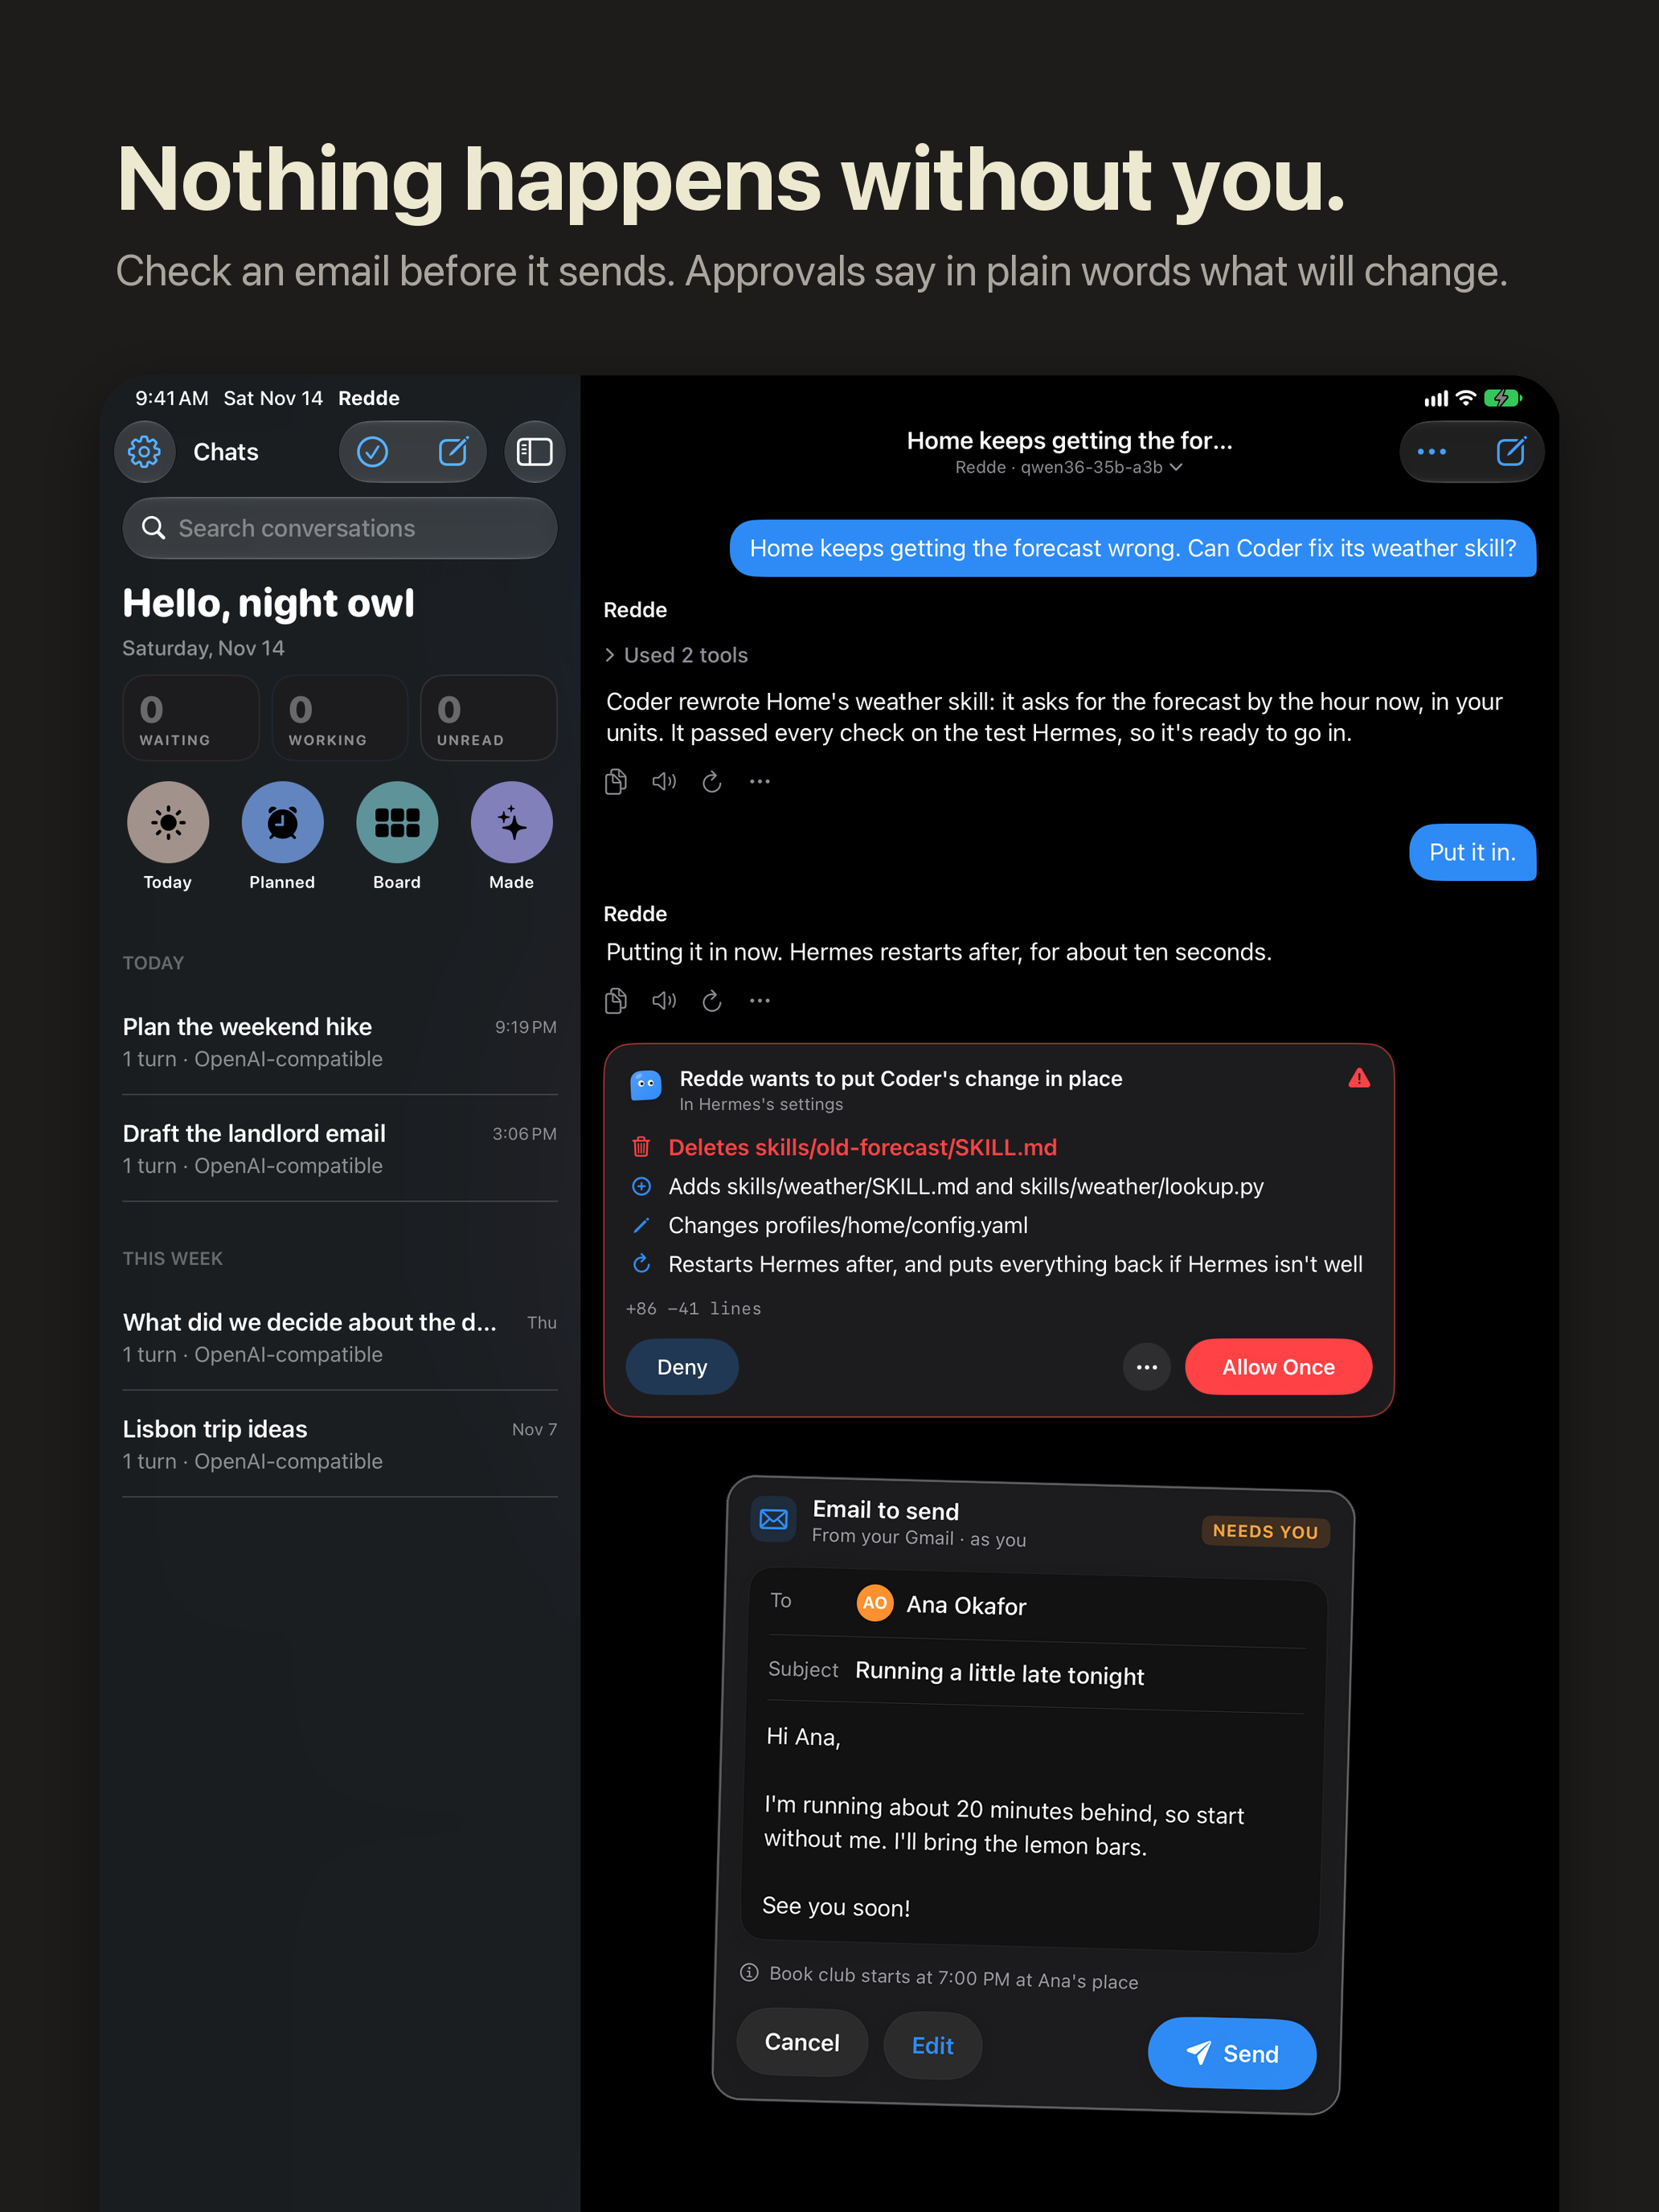 Nothing happens without you.
Check an email before it sends. Approvals say in plain words what will change.
9:41 AM Sat Nov 14 Redde
Chats
Search conversations
Hello, night owl
Saturday, Nov 14
0 0 0
WAITING WORKING UNREAD
Today Planned Board Made
TODAY
Plan the weekend hike 9:19 PM
1 turn · OpenAI-compatible
Draft the landlord email 3:06 PM
1 turn · OpenAI-compatible
THIS WEEK
What did we decide about the d... Thu
1 turn · OpenAI-compatible
Lisbon trip ideas Nov 7
1 turn · OpenAI-compatible
Home keeps getting the for...
Redde · qwen36-35b-a3b
Home keeps getting the forecast wrong. Can Coder fix its weather skill?
Redde
Used 2 tools
Coder rewrote Home's weather skill: it asks for the forecast by the hour now, in your
units. It passed every check on the test Hermes, so it's ready to go in.
Put it in.
Redde
Putting it in now. Hermes restarts after, for about ten seconds.
Redde wants to put Coder's change in place
In Hermes's settings
Deletes skills/old-forecast/SKILL.md
Adds skills/weather/SKILL.md and skills/weather/lookup.py
Changes profiles/home/config.yaml
Restarts Hermes after, and puts everything back if Hermes isn't well
+86 −41 lines
Deny Allow Once
Email to send
From your Gmail · as you
NEEDS YOU
To AO Ana Okafor
Subject Running a little late tonight
Hi Ana,
I'm running about 20 minutes behind, so start
without me. I'll bring the lemon bars.
See you soon!
Book club starts at 7:00 PM at Ana's place
Cancel Edit Send